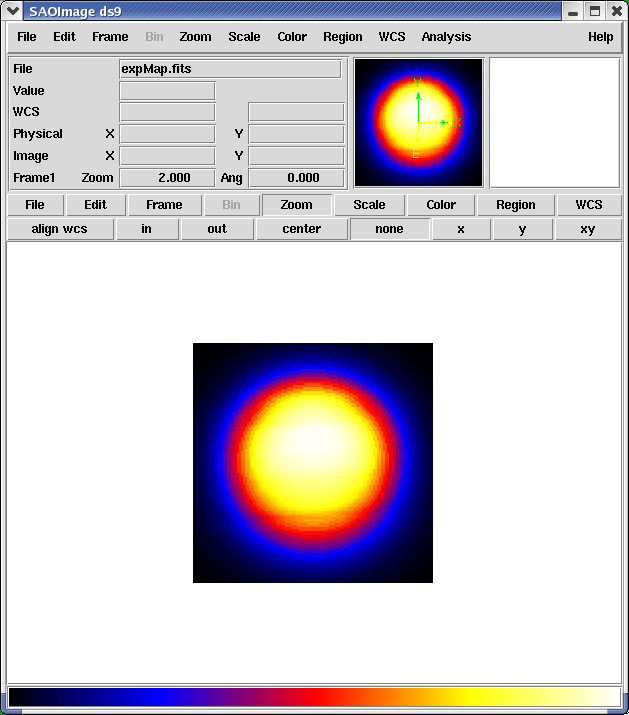 SAOImage ds9
File Edit Frame Bin Zoom Scale Color Region WCS Analysis Help
File expMap.fits
Value
WCS
Physical X Y
Image X Y
Frame1 Zoom 2.000 Ang 0.000
Y
X
E
File Edit Frame Bin Zoom Scale Color Region WCS
align wcs in out center none x y xy